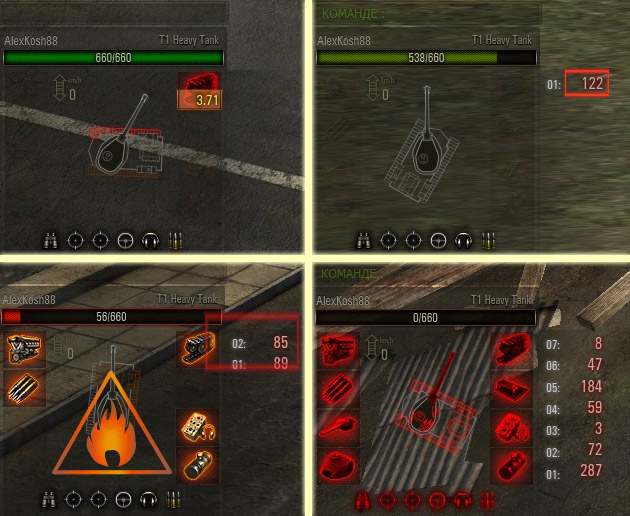 AlexKosh88 T1 Heavy Tank
660/660
km/h
0
3.71
КОМАНДЕ :
AlexKosh88 T1 Heavy Tank
538/660
km/h
0
01: 122
AlexKosh88 T1 Heavy Tank
56/660
0
02: 85
01: 89
КОМАНДЕ
AlexKosh88 T1 Heavy Tank
0/660
km/h
0
07: 8
06: 47
05: 184
04: 59
03: 3
02: 72
01: 287